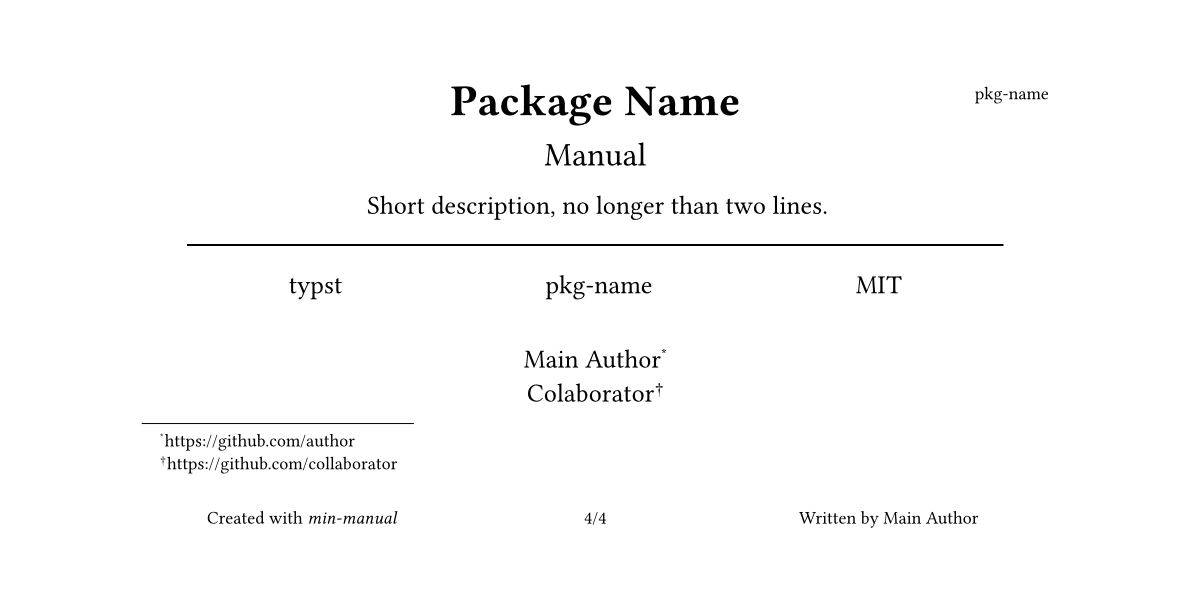 pkg-name
Package Name
Manual
Short description, no longer than two lines.
typst pkg-name MIT
Main Author*
Colaborator†
*https://github.com/author
†https://github.com/collaborator
Created with min-manual 4/4 Written by Main Author